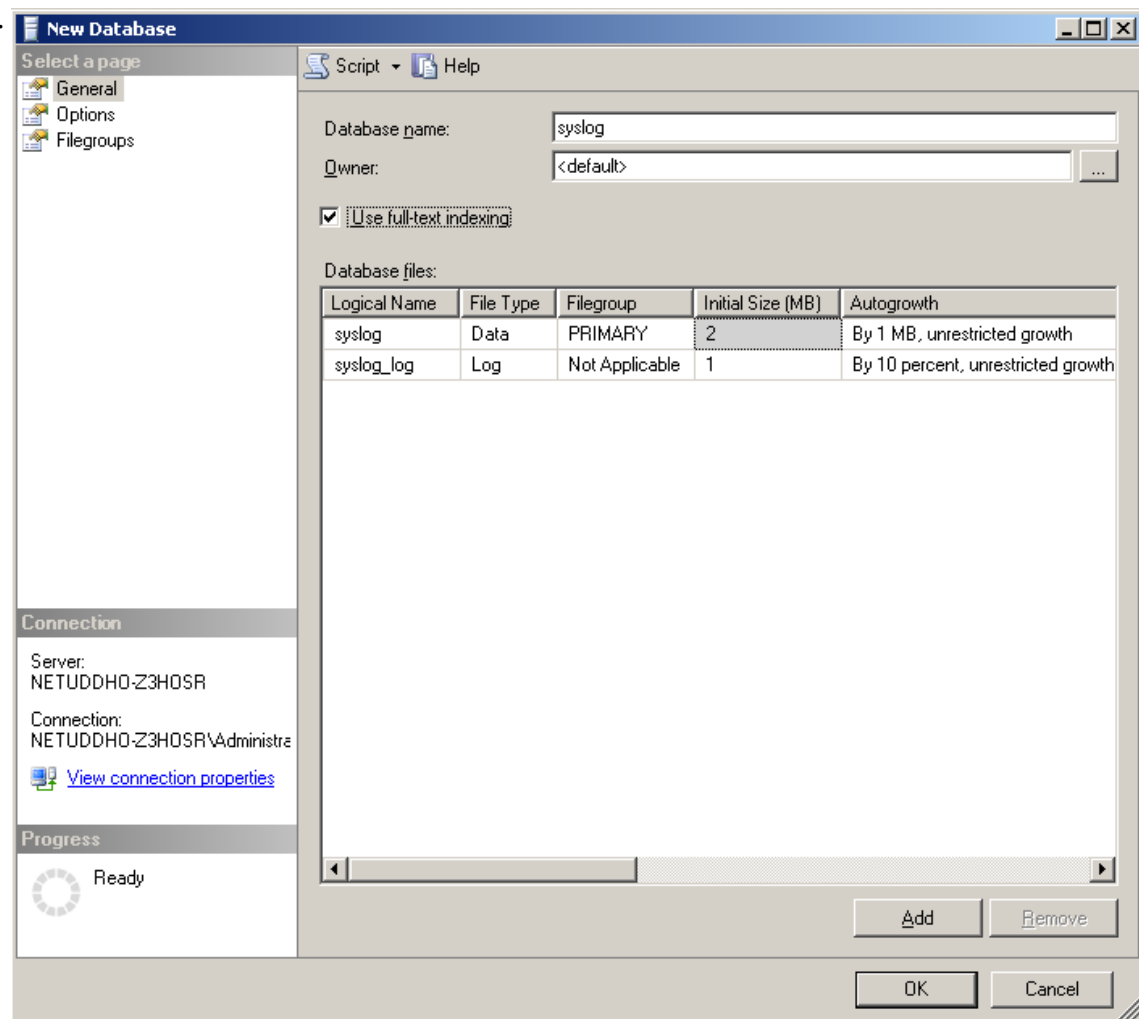 New Database
Select a page
General
Options
Filegroups
Script Help
Database name: syslog
Owner: <default> ...
Use full-text indexing
Database files:
Logical Name File Type Filegroup Initial Size (MB) Autogrowth
syslog Data PRIMARY 2 By 1 MB, unrestricted growth
syslog_log Log Not Applicable 1 By 10 percent, unrestricted growth
Connection
Server:
NETUDDHO-Z3HOSR
Connection:
NETUDDHO-Z3HOSR\Administra
View connection properties
Progress
Ready
Add Remove
OK Cancel